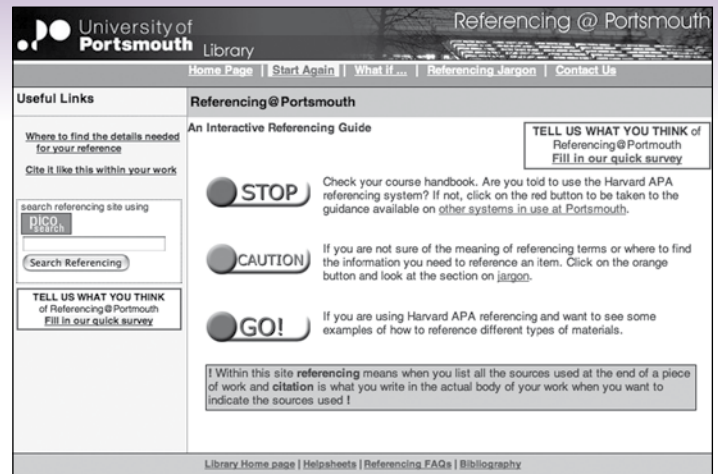 University of
Portsmouth Library
Referencing @ Portsmouth
Home Page | Start Again | What if ... | Referencing Jargon | Contact Us
Useful Links
Where to find the details needed
for your reference
Cite it like this within your work
search referencing site using
pico
search
Search Referencing
TELL US WHAT YOU THINK
of Referencing@Portmouth
Fill in our quick survey
Referencing@Portsmouth
An Interactive Referencing Guide
TELL US WHAT YOU THINK of
Referencing@Portmouth
Fill in our quick survey
STOP
Check your course handbook. Are you told to use the Harvard APA
referencing system? If not, click on the red button to be taken to the
guidance available on other systems in use at Portsmouth.
CAUTION
If you are not sure of the meaning of referencing terms or where to find
the information you need to reference an item. Click on the orange
button and look at the section on jargon.
GO!
If you are using Harvard APA referencing and want to see some
examples of how to reference different types of materials.
! Within this site referencing means when you list all the sources used at the end of a piece
of work and citation is what you write in the actual body of your work when you want to
indicate the sources used !
Library Home page | Helpsheets | Referencing FAQs | Bibliography